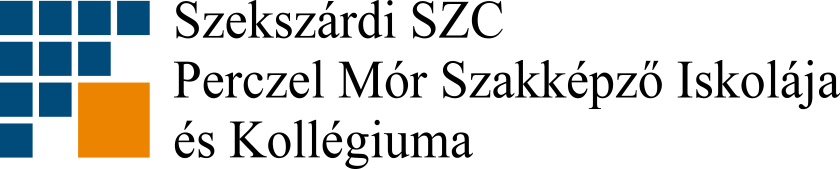 Szekszárdi SZC
Perczel Mór Szakképző Iskolája
és Kollégiuma